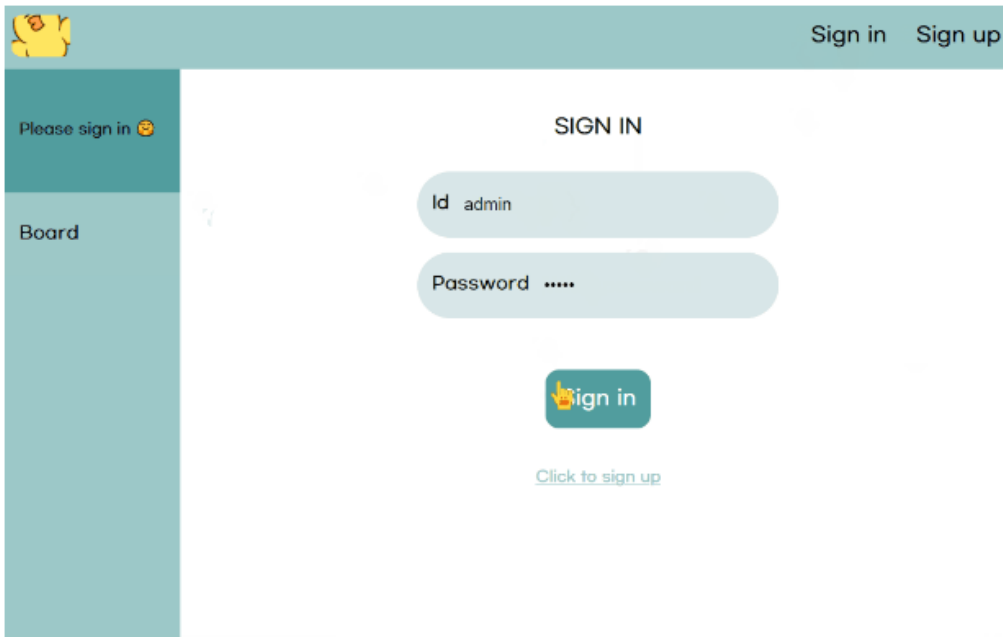 Sign in Sign up
Please sign in 🤗
Board
SIGN IN
Id admin
Password •••••
Sign in
Click to sign up